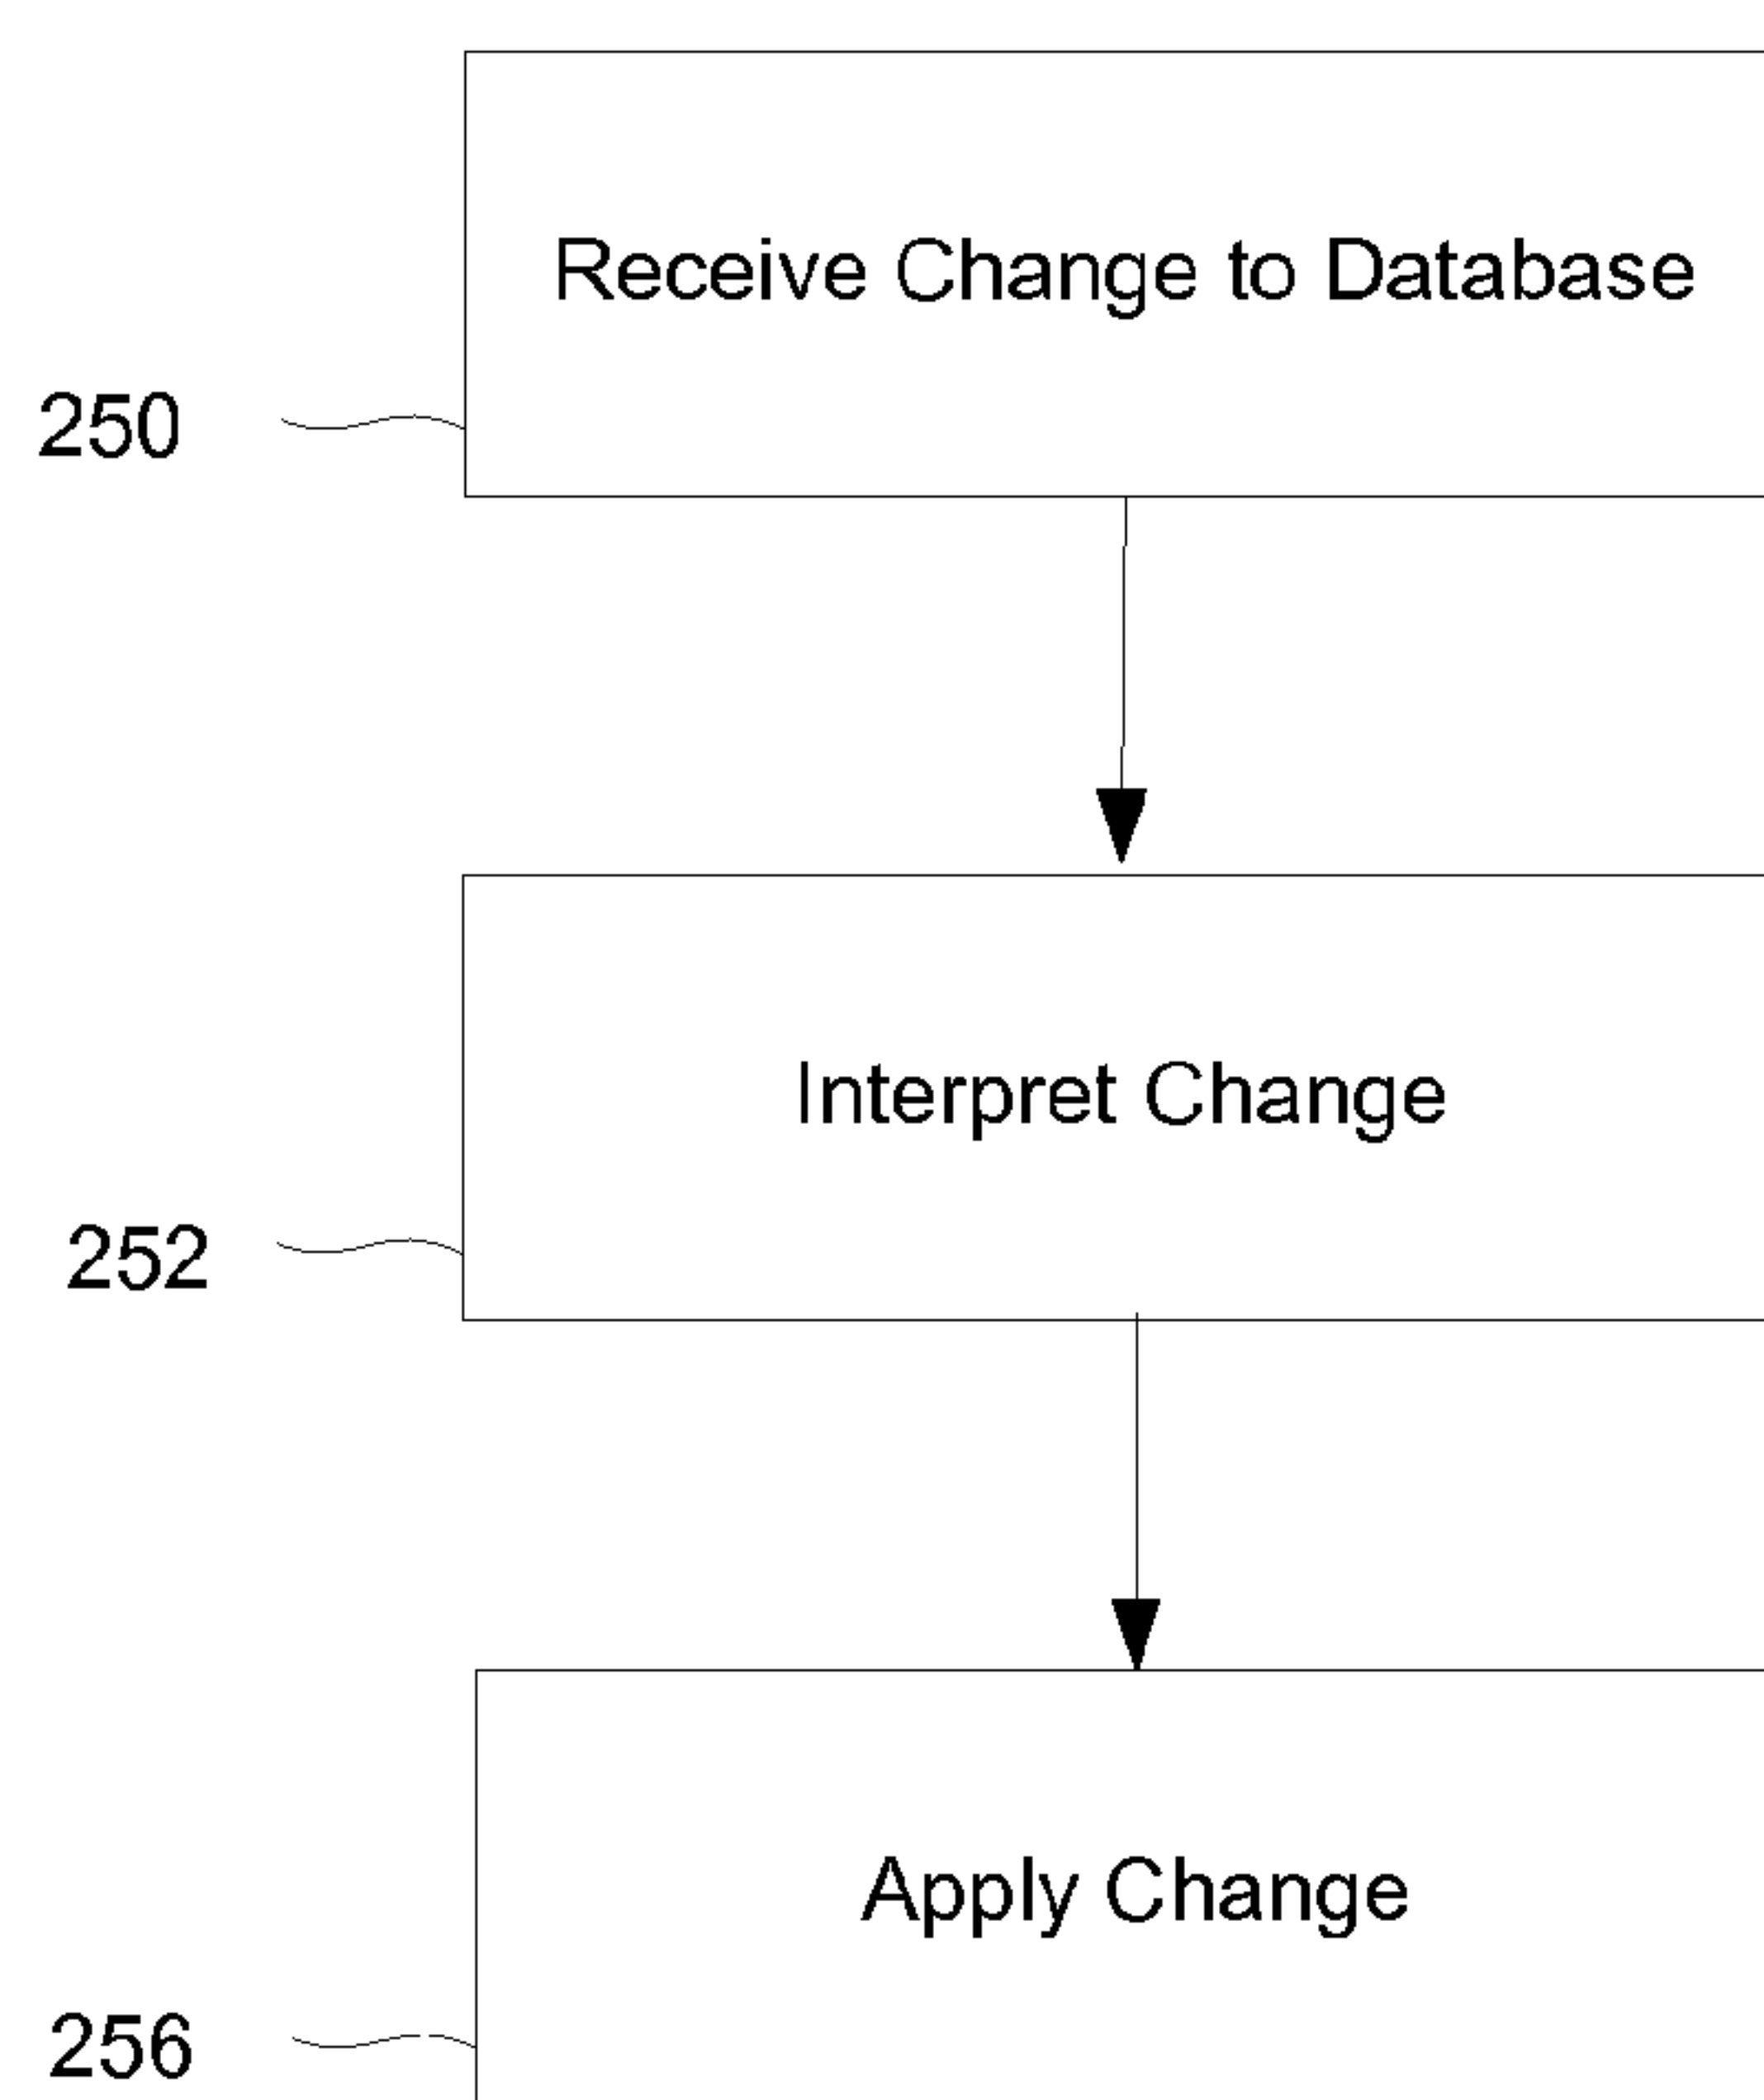 Receive Change to Database
250
Interpret Change
252
Apply Change
256